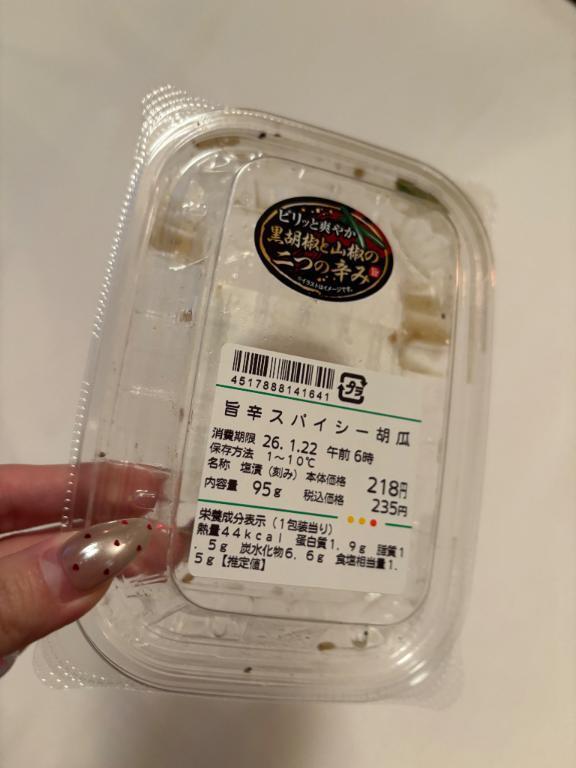 ピリッと爽やか
黒胡椒と山椒の
二つの辛み
※イラストはイメージです。
4517888141641
プラ
旨辛スパイシー胡瓜
消費期限 26.1.22 午前6時
保存方法 1~10℃
名称 塩漬(刻み) 本体価格 218円
内容量 95g 税込価格 235円
栄養成分表示(1包装当り)
熱量44kcal 蛋白質1.9g 脂質1
.5g 炭水化物6.6g 食塩相当量1.
5g【推定値】